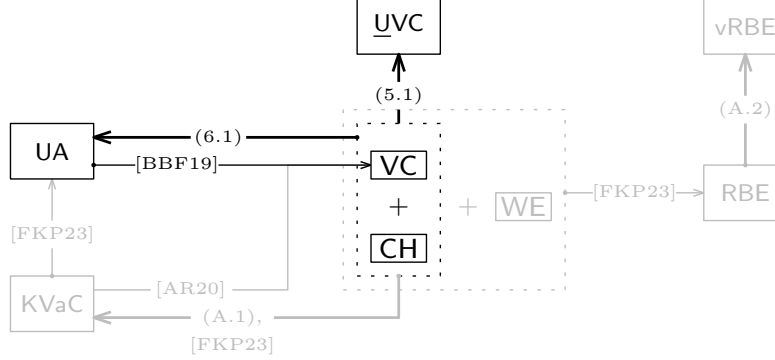 UVC
vRBE
(5.1)
(A.2)
(6.1)
UA
[BBF19]
VC
+
+
WE
[FKP23]
RBE
[FKP23]
CH
KVaC
[AR20]
(A.1),
[FKP23]